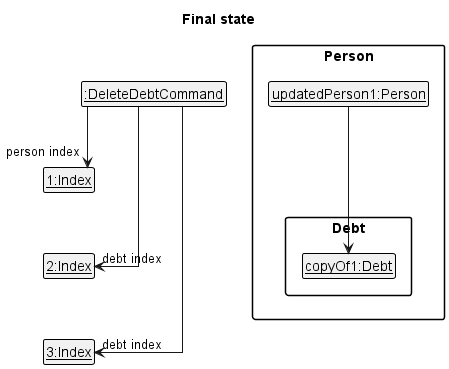 Final state
Person
:DeleteDebtCommand
updatedPerson1:Person
person index
1:Index
Debt
2:Index
debt index
copyOf1:Debt
3:Index
debt index